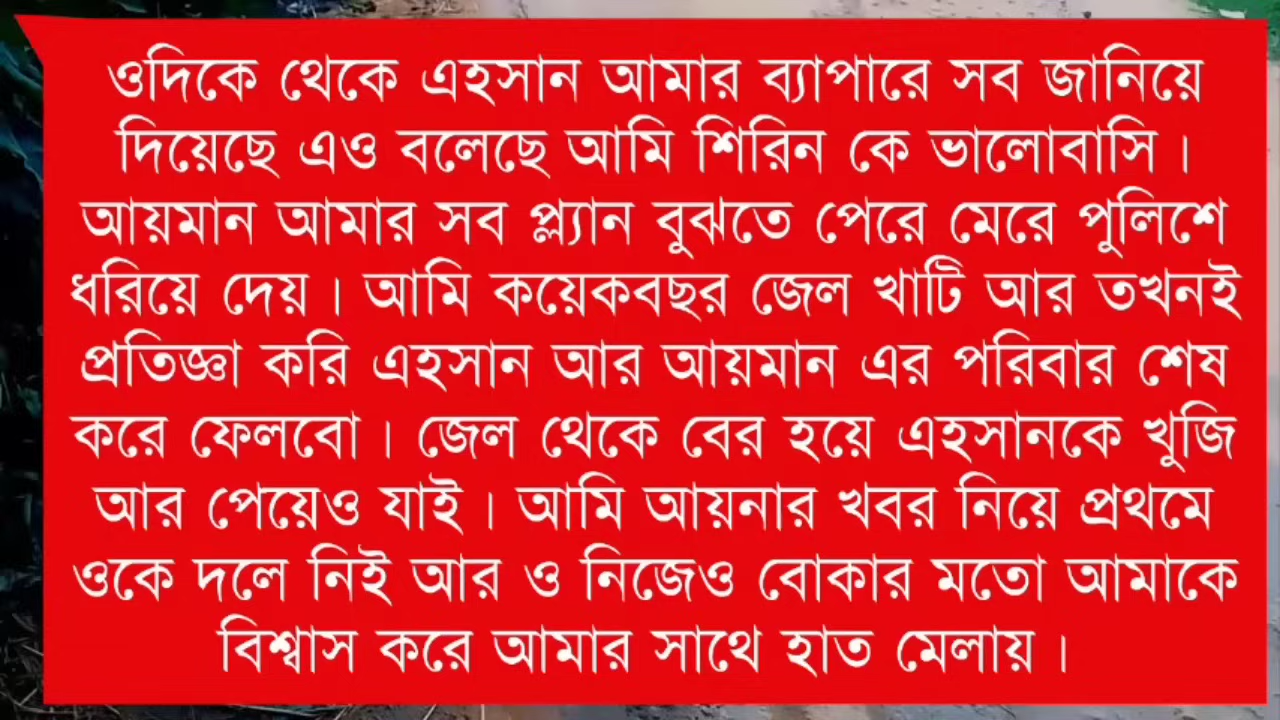 ওদিকে থেকে এহসান আমার ব্যাপারে সব জানিয়ে
দিয়েছে এও বলেছে আমি শিরিন কে ভালোবাসি।
আয়মান আমার সব প্ল্যান বুঝতে পেরে মেরে পুলিশে
ধরিয়ে দেয়। আমি কয়েকবছর জেল খাটি আর তখনই
প্রতিজ্ঞা করি এহসান আর আয়মান এর পরিবার শেষ
করে ফেলবো। জেল থেকে বের হয়ে এহসানকে খুজি
আর পেয়েও যাই। আমি আয়নার খবর নিয়ে প্রথমে
ওকে দলে নিই আর ও নিজেও বোকার মতো আমাকে
বিশ্বাস করে আমার সাথে হাত মেলায়।